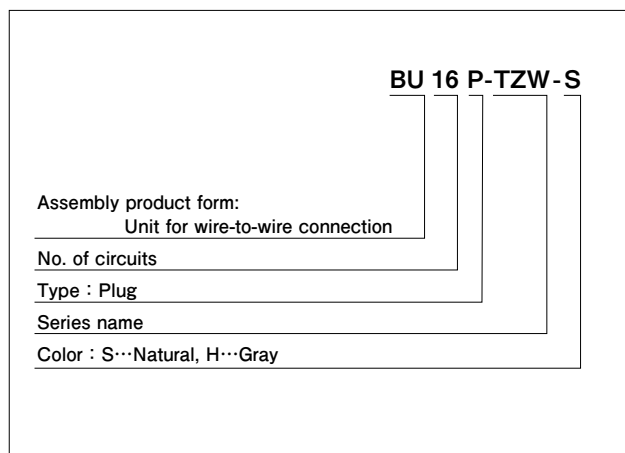 BU 16 P-TZW-S
Assembly product form:
Unit for wire-to-wire connection
No. of circuits
Type：Plug
Series name
Color：S…Natural, H…Gray